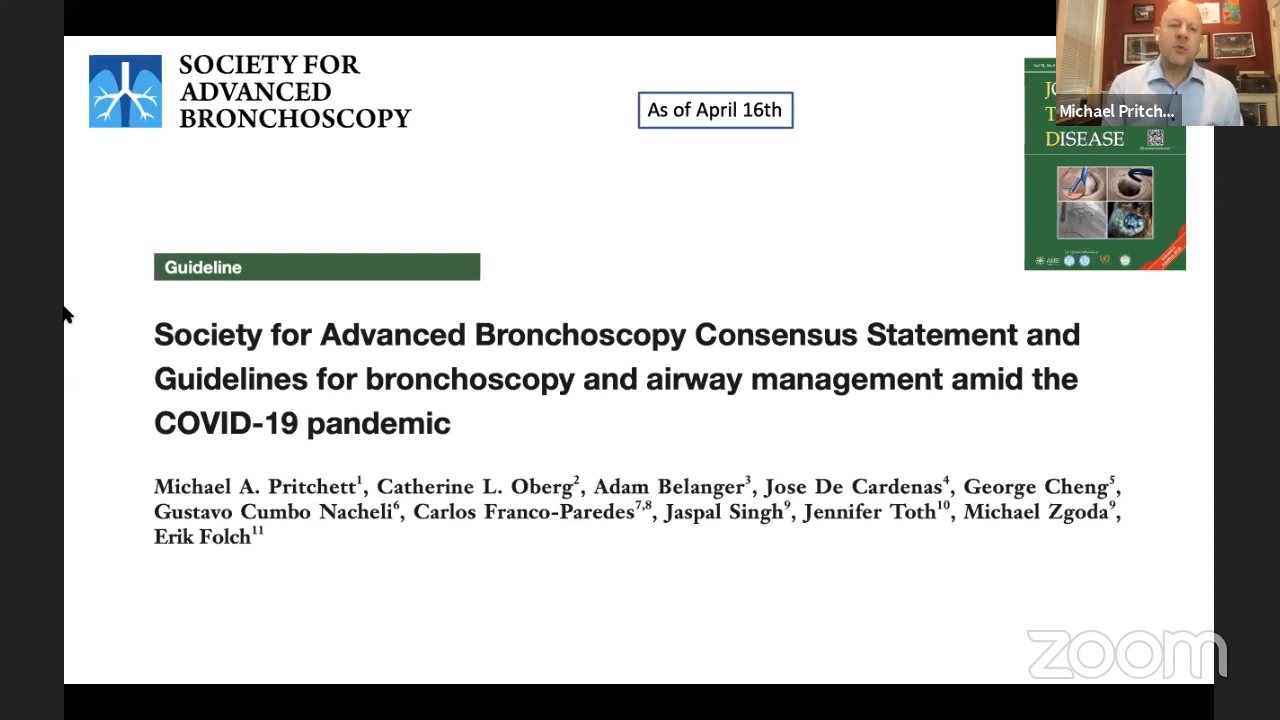 SOCIETY FOR
ADVANCED
BRONCHOSCOPY
As of April 16th
Michael Pritch...
DISEASE
AME
Guideline
Society for Advanced Bronchoscopy Consensus Statement and
Guidelines for bronchoscopy and airway management amid the
COVID-19 pandemic
Michael A. Pritchett1, Catherine L. Oberg2, Adam Belanger3, Jose De Cardenas4, George Cheng5,
Gustavo Cumbo Nacheli6, Carlos Franco-Paredes7,8, Jaspal Singh9, Jennifer Toth10, Michael Zgoda9,
Erik Folch11
zoom